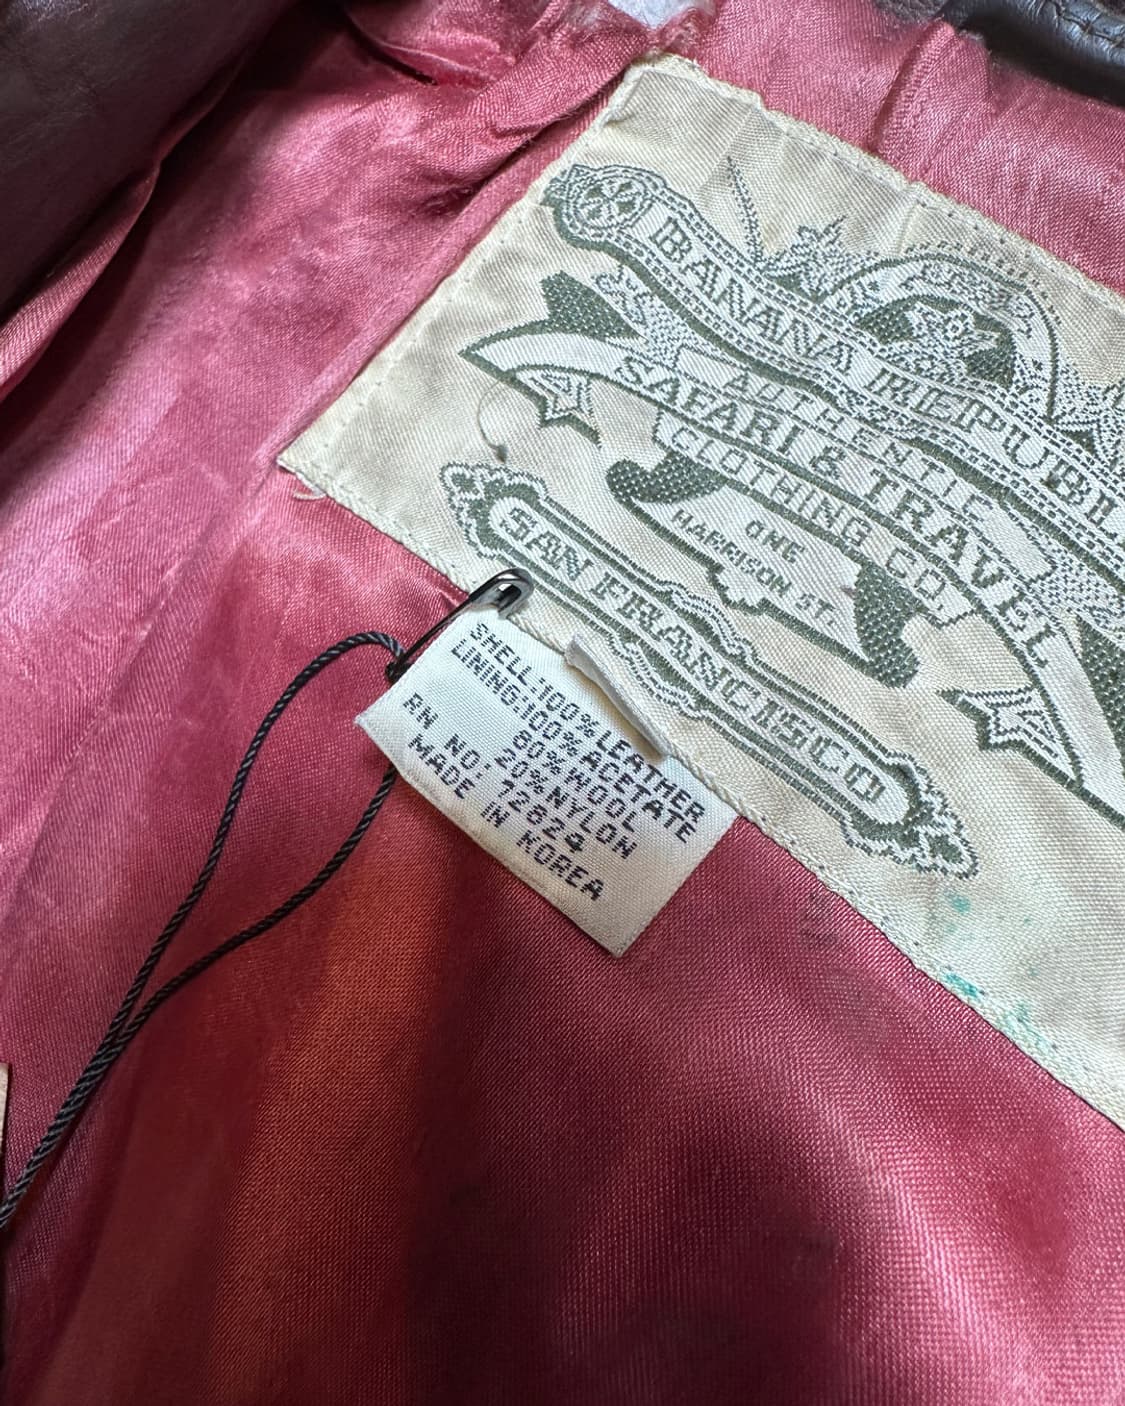 BANANA REPUBL
AUTHENTIC
SAFARI & TRAVEL
CLOTHING CO.
ONE
HARRISON ST.
SAN FRANCISCO
SHELL:100% LEATHER
LINING:100% ACETATE
80% WOOL
20% NYLON
RN NO. 72824
MADE IN KOREA